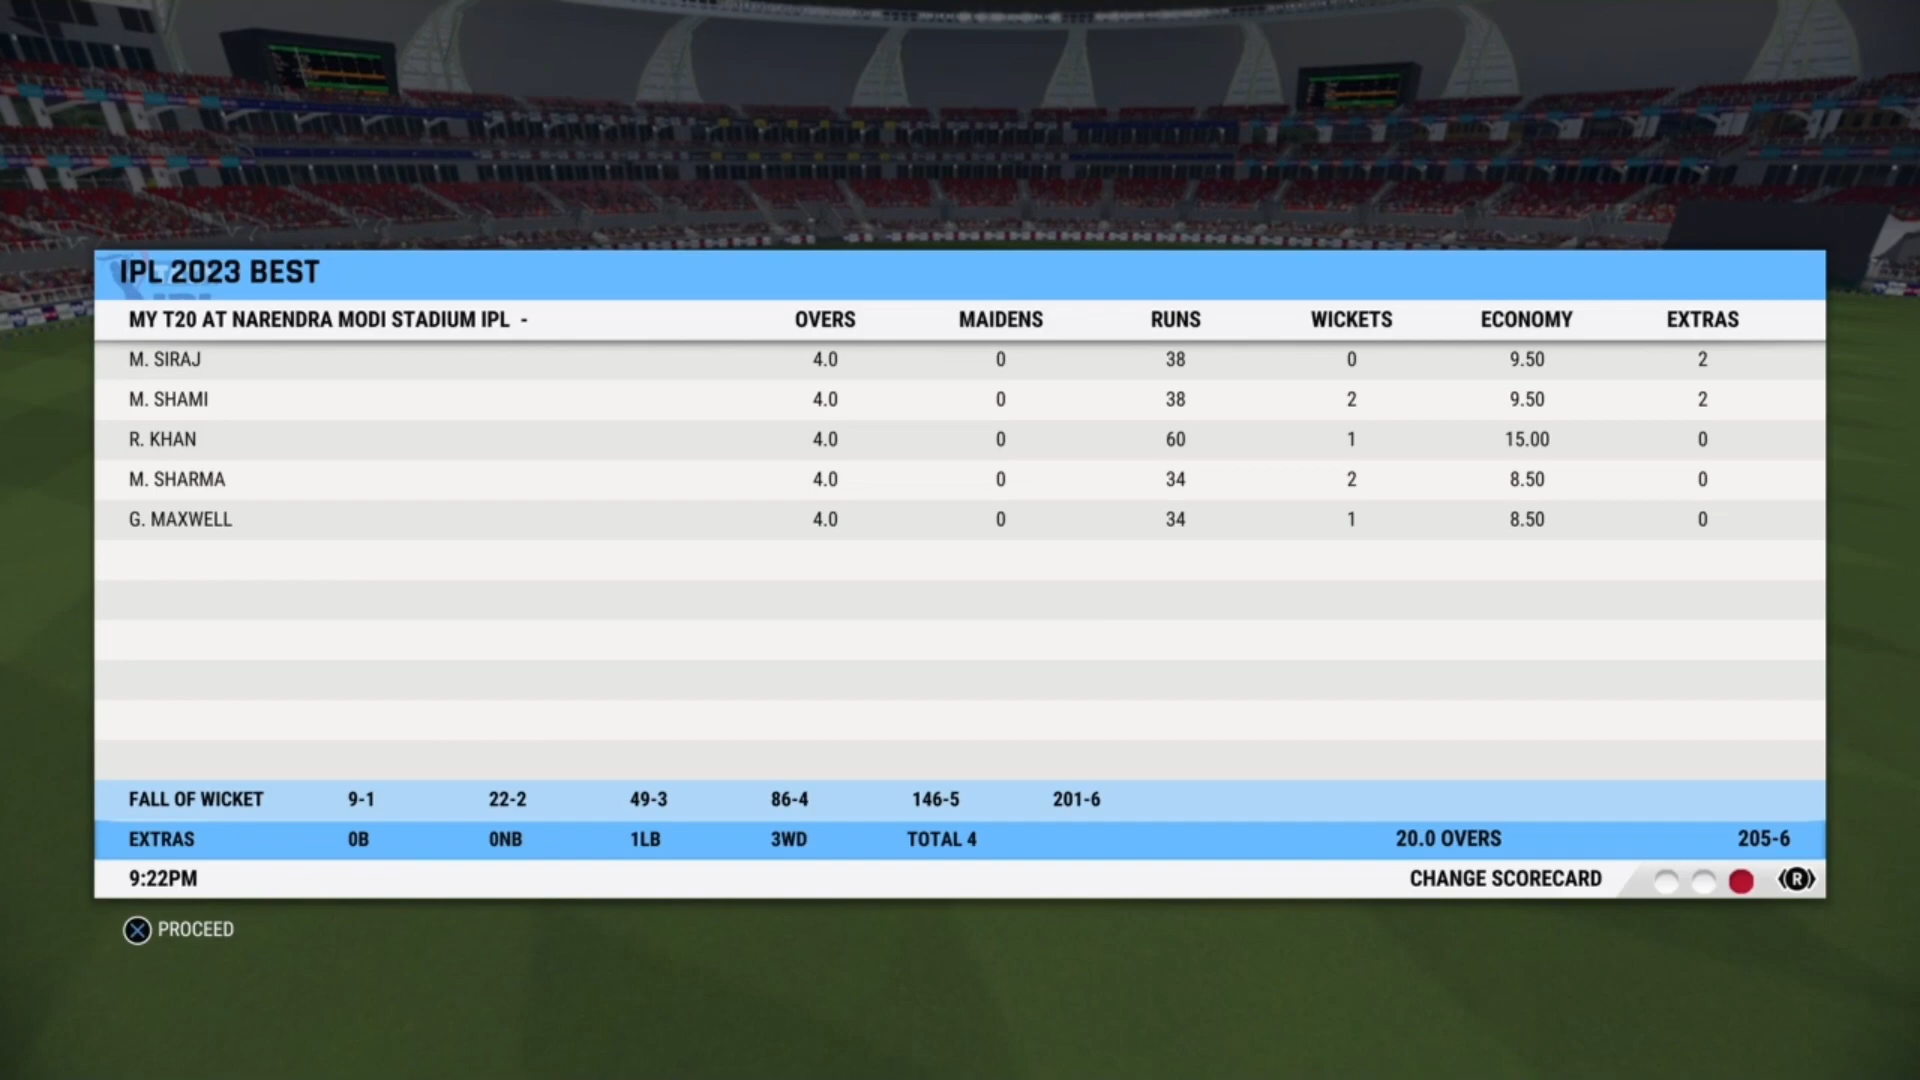 IPL 2023 BEST
MY T20 AT NARENDRA MODI STADIUM IPL - OVERS MAIDENS RUNS WICKETS ECONOMY EXTRAS
M. SIRAJ 4.0 0 38 0 9.50 2
M. SHAMI 4.0 0 38 2 9.50 2
R. KHAN 4.0 0 60 1 15.00 0
M. SHARMA 4.0 0 34 2 8.50 0
G. MAXWELL 4.0 0 34 1 8.50 0
FALL OF WICKET 9-1 22-2 49-3 86-4 146-5 201-6
EXTRAS 0B 0NB 1LB 3WD TOTAL 4 20.0 OVERS 205-6
9:22PM CHANGE SCORECARD R
PROCEED